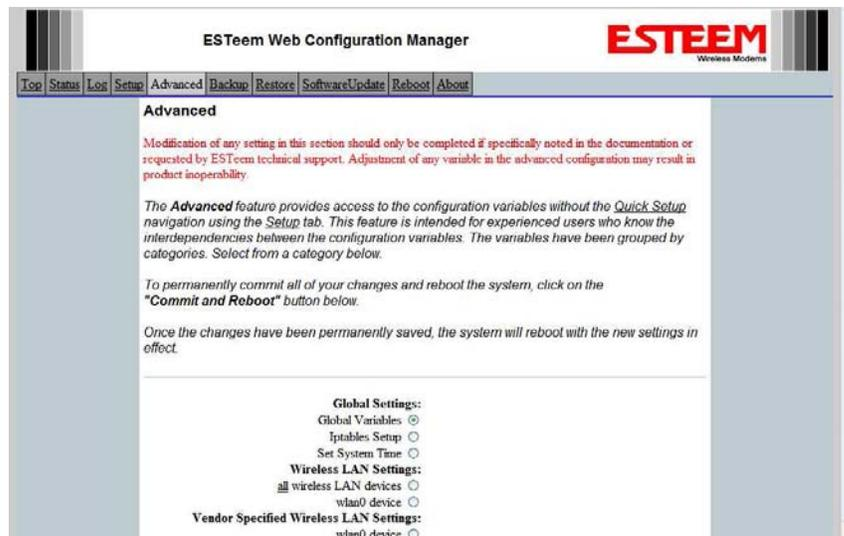 ESTeem Web Configuration Manager
ESTEEM
Wireless Modems
Top Status Log Setup Advanced Backup Restore SoftwareUpdate Reboot About
Advanced
Modification of any setting in this section should only be completed if specifically noted in the documentation or
requested by ESTeem technical support. Adjustment of any variable in the advanced configuration may result in
product inoperability.
The Advanced feature provides access to the configuration variables without the Quick Setup
navigation using the Setup tab. This feature is intended for experienced users who know the
interdependencies between the configuration variables. The variables have been grouped by
categories. Select from a category below.
To permanently commit all of your changes and reboot the system, click on the
"Commit and Reboot" button below.
Once the changes have been permanently saved, the system will reboot with the new settings in
effect.
Global Settings:
Global Variables
Iptables Setup
Set System Time
Wireless LAN Settings:
all wireless LAN devices
wlan0 device
Vendor Specified Wireless LAN Settings:
wlan0 device